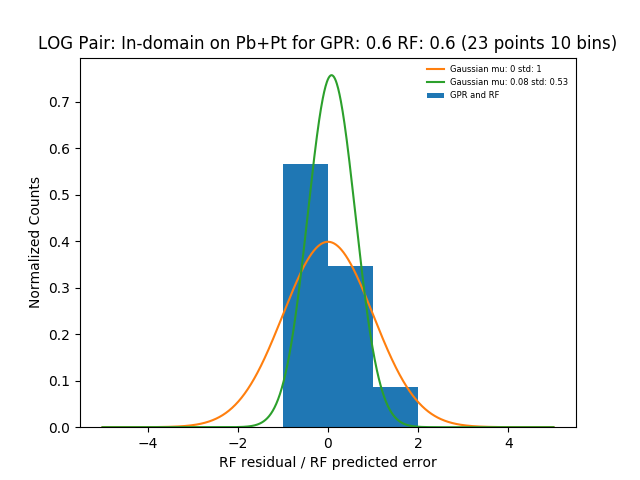 LOG Pair: In-domain on Pb+Pt for GPR: 0.6 RF: 0.6 (23 points 10 bins)
Gaussian mu: 0 std: 1
Gaussian mu: 0.08 std: 0.53
GPR and RF
Normalized Counts
0.7
0.6
0.5
0.4
0.3
0.2
0.1
0.0
−4 −2 0 2 4
RF residual / RF predicted error